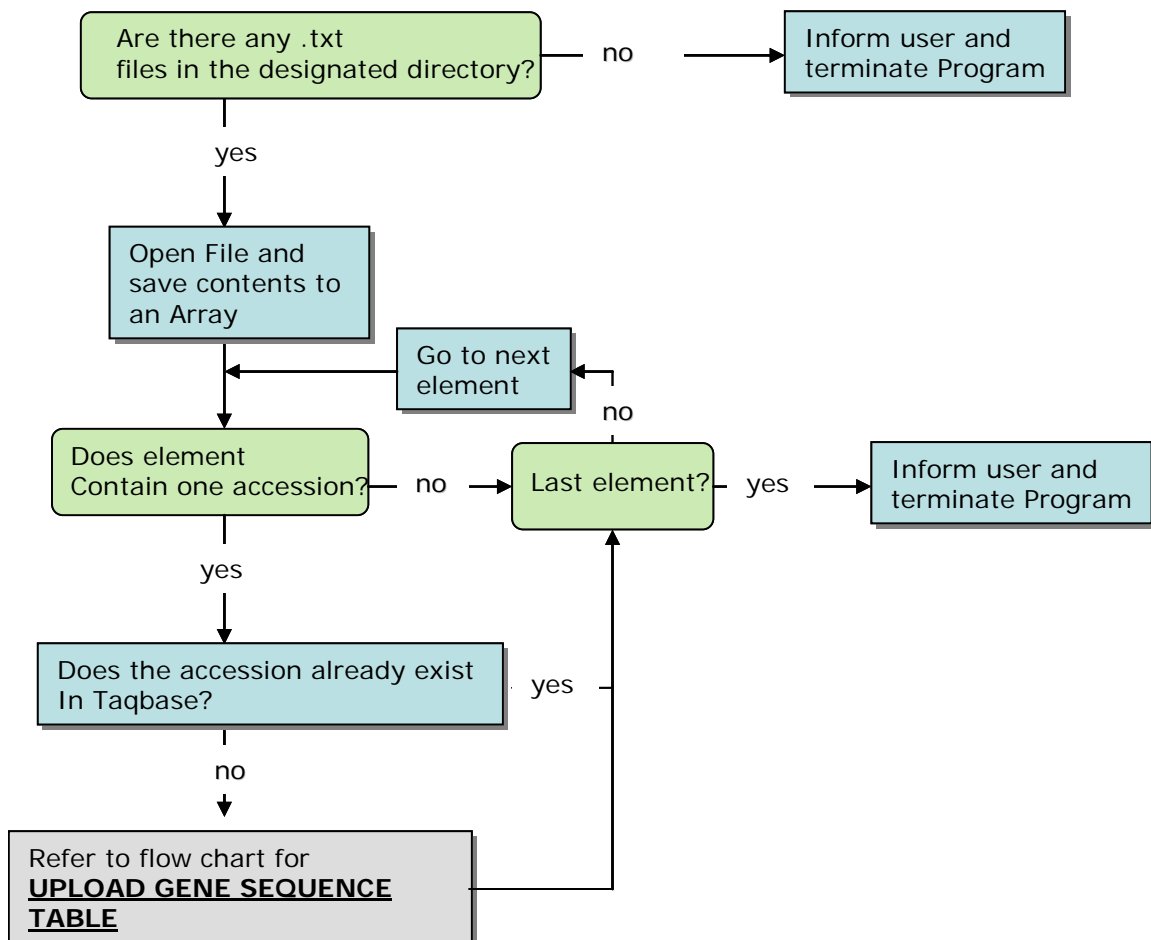 Are there any .txt
files in the designated directory?
no
Inform user and
terminate Program
yes
Open File and
save contents to
an Array
Go to next
element
no
Does element
Contain one accession?
no
Last element?
yes
Inform user and
terminate Program
yes
Does the accession already exist
In Taqbase?
yes
no
Refer to flow chart for
UPLOAD GENE SEQUENCE
TABLE